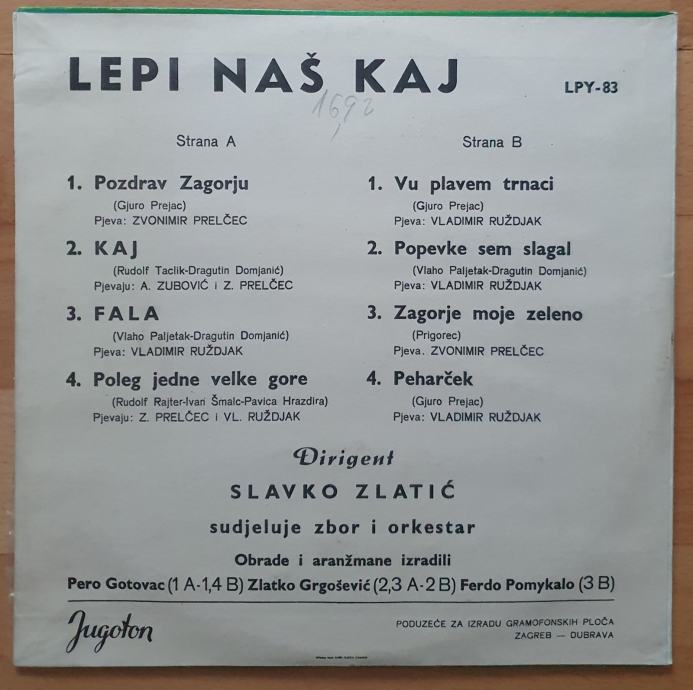 LEPI NAŠ KAJ
LPY-83
1692
Strana A
1. Pozdrav Zagorju
(Gjuro Prejac)
Pjeva: ZVONIMIR PRELČEC
2. KAJ
(Rudolf Taclik-Dragutin Domjanić)
Pjevaju: A. ZUBOVIĆ i Z. PRELČEC
3. FALA
(Vlaho Paljetak-Dragutin Domjanić)
Pjeva: VLADIMIR RUŽDJAK
4. Poleg jedne velke gore
(Rudolf Rajter-Ivan Šmalc-Pavica Hrazdira)
Pjevaju: Z. PRELČEC i VL. RUŽDJAK
Strana B
1. Vu plavem trnaci
(Gjuro Prejac)
Pjeva: VLADIMIR RUŽDJAK
2. Popevke sem slagal
(Vlaho Paljetak-Dragutin Domjanić)
Pjeva: VLADIMIR RUŽDJAK
3. Zagorje moje zeleno
(Prigorec)
Pjeva. ZVONIMIR PRELČEC
4. Peharček
(Gjuro Prejac)
Pjeva: VLADIMIR RUŽDJAK
Dirigent
SLAVKO ZLATIĆ
sudjeluje zbor i orkestar
Obrade i aranžmane izradili
Pero Gotovac (1 A-1,4 B) Zlatko Grgošević (2,3 A-2 B) Ferdo Pomykalo (3 B)
Jugoton
PODUZEĆE ZA IZRADU GRAMOFONSKIH PLOČA
ZAGREB — DUBRAVA